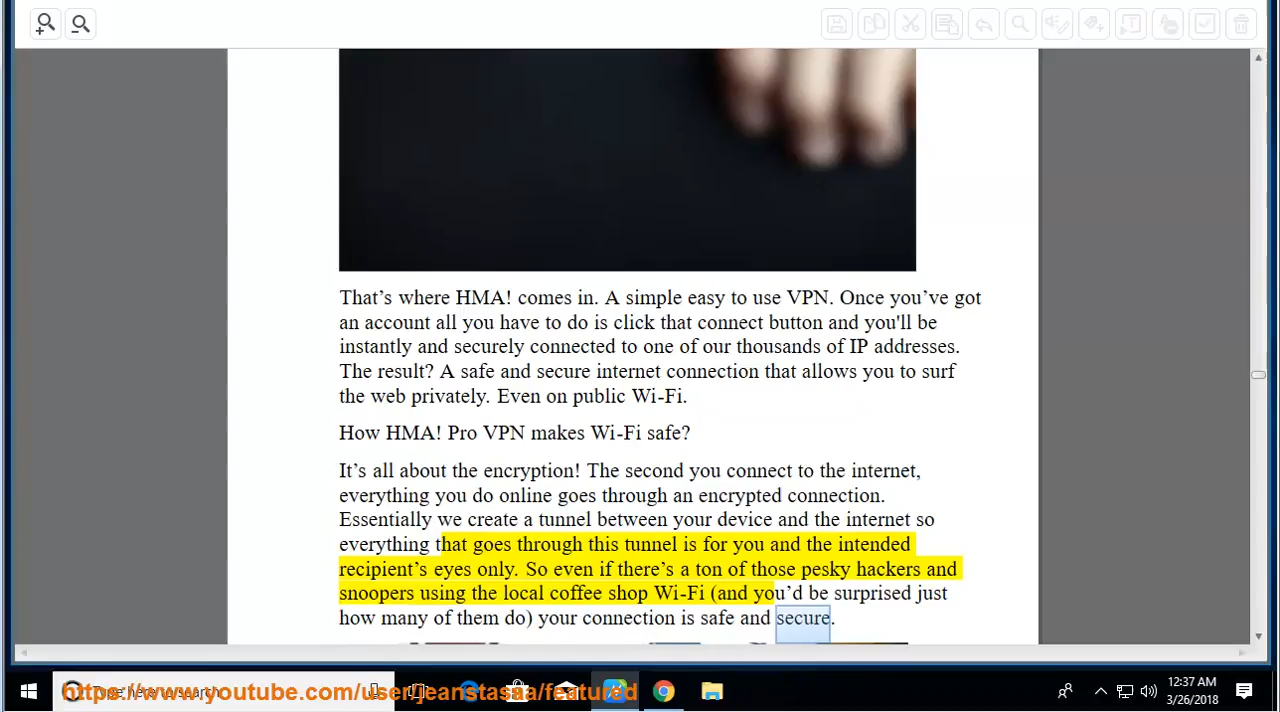 That’s where HMA! comes in. A simple easy to use VPN. Once you’ve got
an account all you have to do is click that connect button and you'll be
instantly and securely connected to one of our thousands of IP addresses.
The result? A safe and secure internet connection that allows you to surf
the web privately. Even on public Wi-Fi.
How HMA! Pro VPN makes Wi-Fi safe?
It’s all about the encryption! The second you connect to the internet,
everything you do online goes through an encrypted connection.
Essentially we create a tunnel between your device and the internet so
everything that goes through this tunnel is for you and the intended
recipient’s eyes only. So even if there’s a ton of those pesky hackers and
snoopers using the local coffee shop Wi-Fi (and you’d be surprised just
how many of them do) your connection is safe and secure.
Type here to search
https://www.youtube.com/user/jeanstassa/featured
12:37 AM
3/26/2018